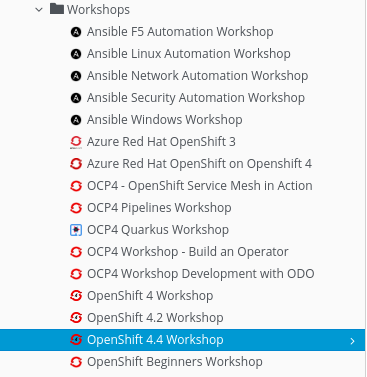 Workshops
Ansible F5 Automation Workshop
Ansible Linux Automation Workshop
Ansible Network Automation Workshop
Ansible Security Automation Workshop
Ansible Windows Workshop
Azure Red Hat OpenShift 3
Azure Red Hat OpenShift on Openshift 4
OCP4 - OpenShift Service Mesh in Action
OCP4 Pipelines Workshop
OCP4 Quarkus Workshop
OCP4 Workshop - Build an Operator
OCP4 Workshop Development with ODO
OpenShift 4 Workshop
OpenShift 4.2 Workshop
OpenShift 4.4 Workshop
OpenShift Beginners Workshop